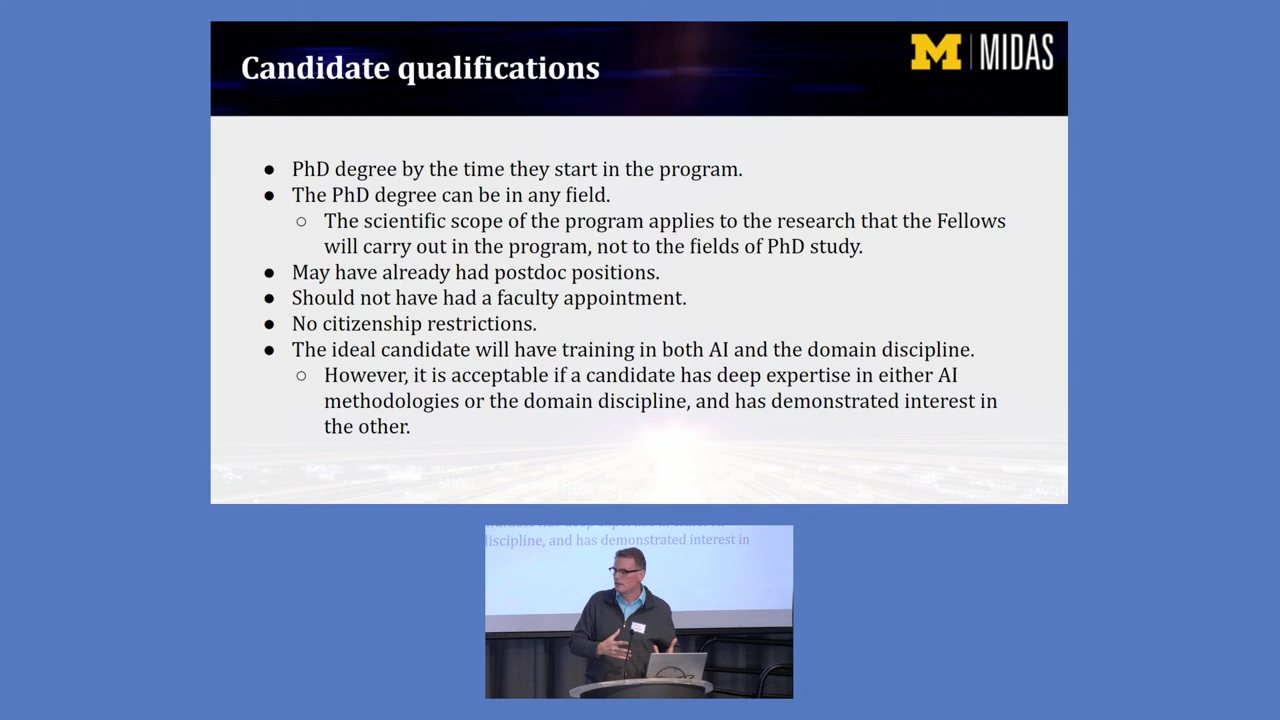 Candidate qualifications
M | MIDAS
● PhD degree by the time they start in the program.
● The PhD degree can be in any field.
○ The scientific scope of the program applies to the research that the Fellows
will carry out in the program, not to the fields of PhD study.
● May have already had postdoc positions.
● Should not have had a faculty appointment.
● No citizenship restrictions.
● The ideal candidate will have training in both AI and the domain discipline.
○ However, it is acceptable if a candidate has deep expertise in either AI
methodologies or the domain discipline, and has demonstrated interest in
the other.
discipline, and has demonstrated interest in